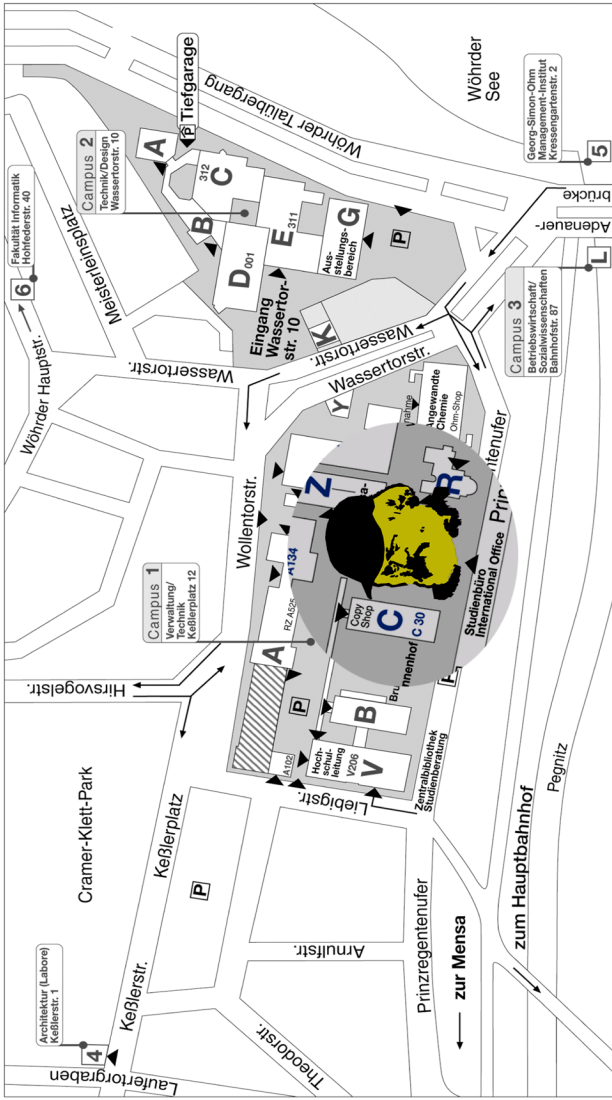 Wöhrder
See
Georg-Simon-Ohm
Management-Institut
Kressengartenstr. 2
5
Wöhrder Talübergang
P Tiefgarage
Adenauer-
brücke
L
Campus 3
Betriebswirtschaft/
Sozialwissenschaften
Bahnhofstr. 87
Campus 2
Technik/Design
Wassertorstr. 10
A
312
C
B
D 001
E 311
G
Aus-
stellungs-
bereich
P
Eingang
Wassertor-
str. 10
K
Fakultät Informatik
Hohfederstr. 40
6
Meisterleinsplatz
Wöhrder Hauptstr.
Wassertorstr.
Wassertorstr.
Wassertorstr.
Y
Angewandte
Chemie
Ohm-Shop
Wollentorstr.
Z
R
A134
RZ A525
Campus 1
Verwaltung/
Technik
Keßlerplatz 12
A
Copy
Shop
C
C 30
Studienbüro
International Office
Hirsvogelstr.
P
B
Hoch-
schul-
leitung
V206
V
A102
Zentralbibliothek
Studienberatung
Liebigstr.
Cramer-Klett-Park
Keßlerplatz
P
Pegnitz
zum Hauptbahnhof
Prinzregentenufer
zur Mensa
Arnulfstr.
Theodorstr.
Keßlerstr.
Architektur (Labore)
Keßlerstr. 1
4
Laufertorgraben